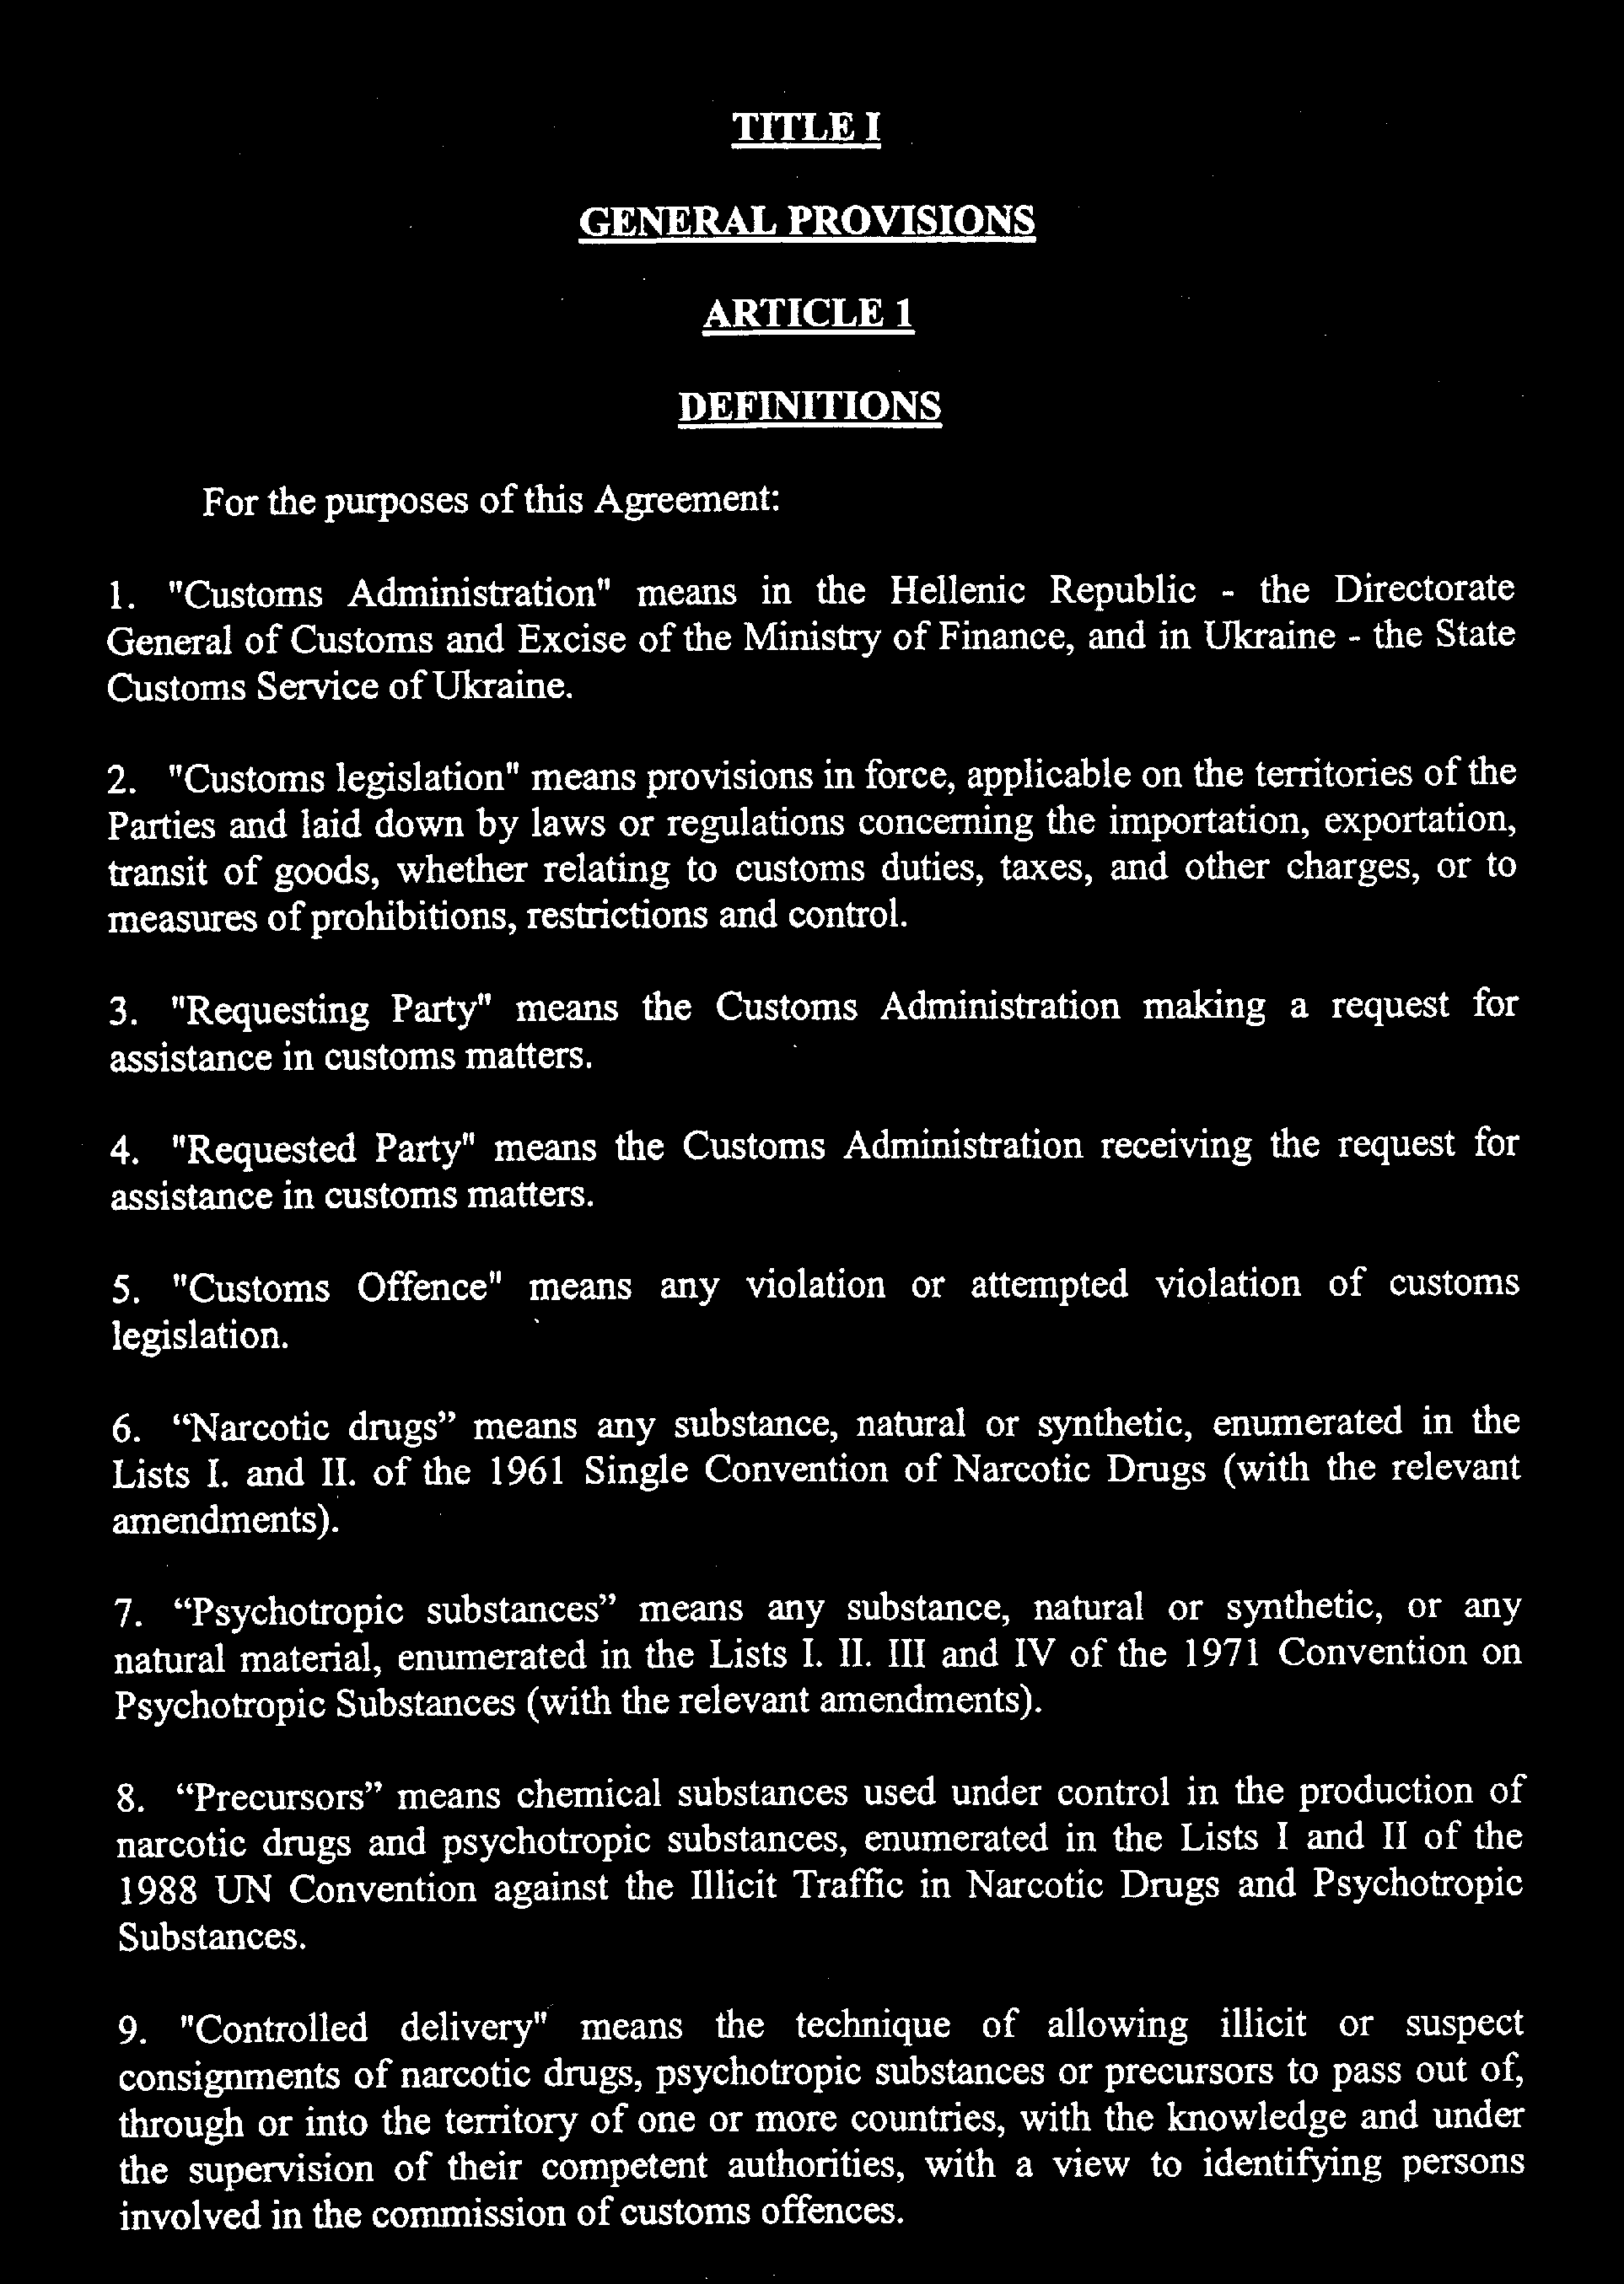 TITLE I
GENERAL PROVISIONS
ARTICLE 1
DEFINITIONS
For the purposes of this Agreement:
1. "Customs Administration" means in the Hellenic Republic - the Directorate
General of Customs and Excise of the Ministry of Finance, and in Ukraine - the State
Customs Service of Ukraine.
2. "Customs legislation" means provisions in force, applicable on the territories of the
Parties and laid down by laws or regulations concerning the importation, exportation,
transit of goods, whether relating to customs duties, taxes, and other charges, or to
measures of prohibitions, restrictions and control.
3. "Requesting Party" means the Customs Administration making a request for
assistance in customs matters.
4. "Requested Party" means the Customs Administration receiving the request for
assistance in customs matters.
5. "Customs Offence" means any violation or attempted violation of customs
legislation.
6. “Narcotic drugs” means any substance, natural or synthetic, enumerated in the
Lists I. and II. of the 1961 Single Convention of Narcotic Drugs (with the relevant
amendments).
7. “Psychotropic substances” means any substance, natural or synthetic, or any
natural material, enumerated in the Lists I. II. III and IV of the 1971 Convention on
Psychotropic Substances (with the relevant amendments).
8. “Precursors” means chemical substances used under control in the production of
narcotic drugs and psychotropic substances, enumerated in the Lists I and II of the
1988 UN Convention against the Illicit Traffic in Narcotic Drugs and Psychotropic
Substances.
9. "Controlled delivery" means the technique of allowing illicit or suspect
consignments of narcotic drugs, psychotropic substances or precursors to pass out of,
through or into the territory of one or more countries, with the knowledge and under
the supervision of their competent authorities, with a view to identifying persons
involved in the commission of customs offences.